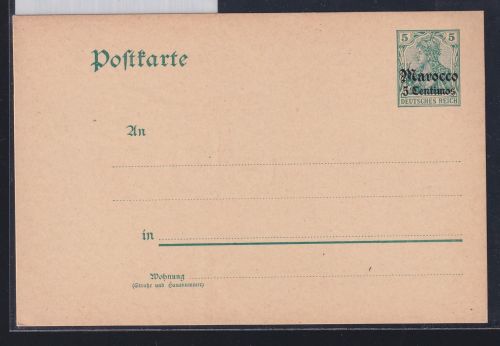 5 5
Postkarte
Marocco
5 Centimos
DEUTSCHES REICH
An
in
Wohnung
(Straße und Hausnummer)